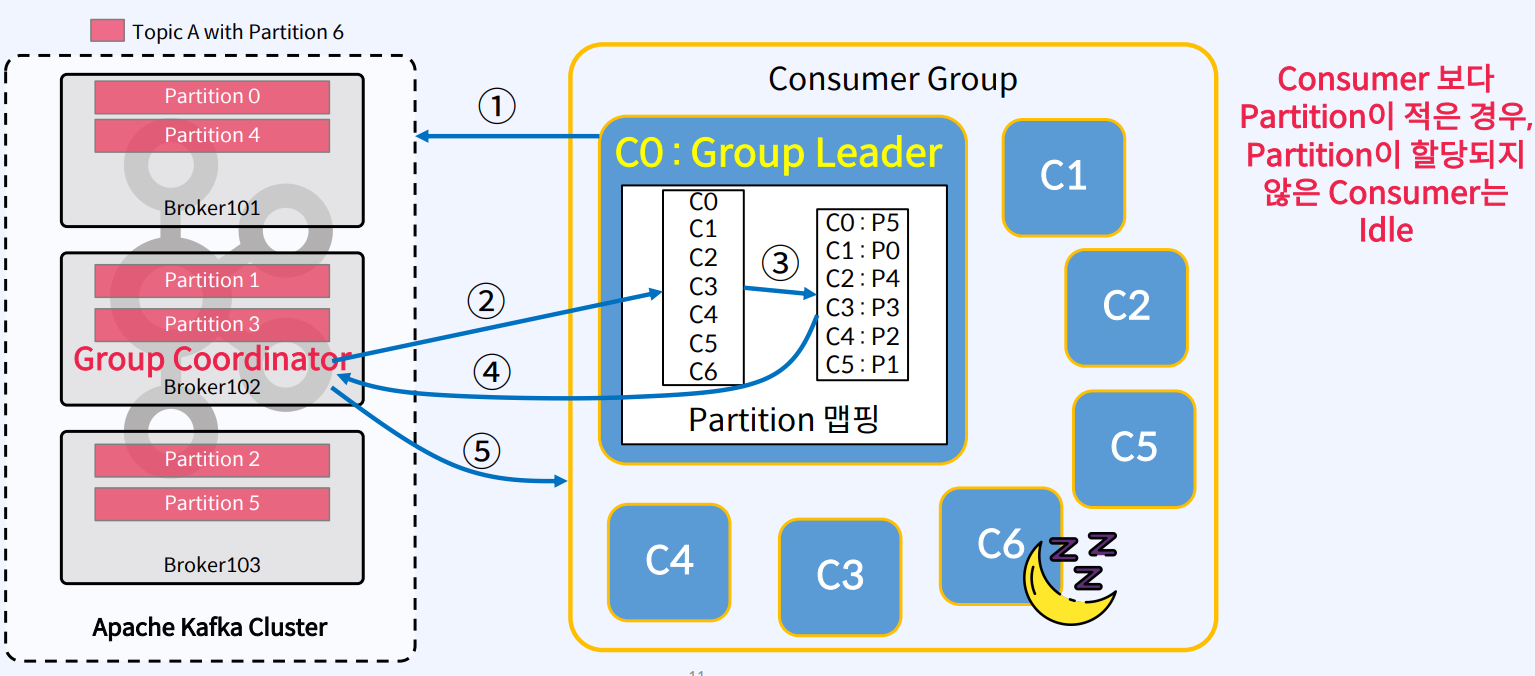 Topic A with Partition 6
Partition 0
Partition 4
Broker101
Partition 1
Partition 3
Group Coordinator
Broker102
Partition 2
Partition 5
Broker103
Apache Kafka Cluster
①
②
④
⑤
Consumer Group
C0 : Group Leader
C0
C1
C2
C3
C4
C5
C6
③
C0 : P5
C1 : P0
C2 : P4
C3 : P3
C4 : P2
C5 : P1
Partition 맵핑
C1
C2
C5
C6
C3
C4
Z
Z
Z
Consumer 보다
Partition이 적은 경우,
Partition이 할당되지
않은 Consumer는
Idle